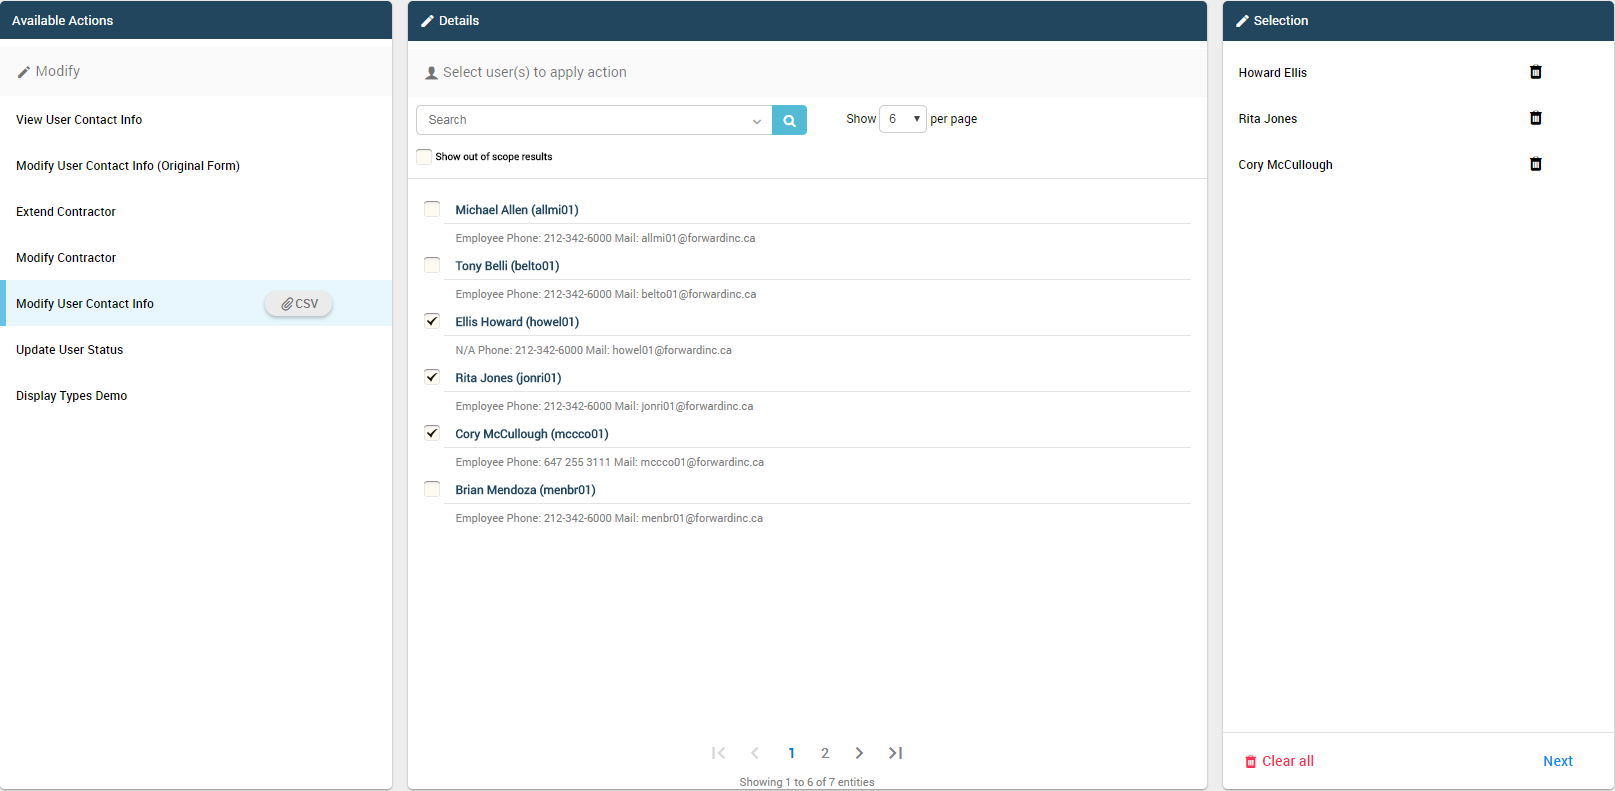 Available Actions
Modify
View User Contact Info
Modify User Contact Info (Original Form)
Extend Contractor
Modify Contractor
Modify User Contact Info CSV
Update User Status
Display Types Demo
Details
Select user(s) to apply action
Search Show 6 per page
Show out of scope results
Michael Allen (allmi01)
Employee Phone: 212-342-6000 Mail: allmi01@forwardinc.ca
Tony Belli (belto01)
Employee Phone: 212-342-6000 Mail: belto01@forwardinc.ca
Ellis Howard (howel01)
N/A Phone: 212-342-6000 Mail: howel01@forwardinc.ca
Rita Jones (jonri01)
Employee Phone: 212-342-6000 Mail: jonri01@forwardinc.ca
Cory McCullough (mccco01)
Employee Phone: 647 255 3111 Mail: mccco01@forwardinc.ca
Brian Mendoza (menbr01)
Employee Phone: 212-342-6000 Mail: menbr01@forwardinc.ca
1 2
Showing 1 to 6 of 7 entities
Selection
Howard Ellis
Rita Jones
Cory McCullough
Clear all Next